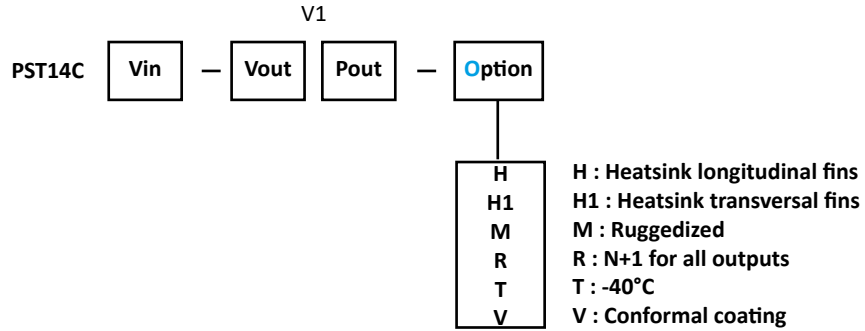 V1
PST14C Vin — Vout Pout — Option
H H : Heatsink longitudinal fins
H1 H1 : Heatsink transversal fins
M M : Ruggedized
R R : N+1 for all outputs
T T : -40°C
V V : Conformal coating